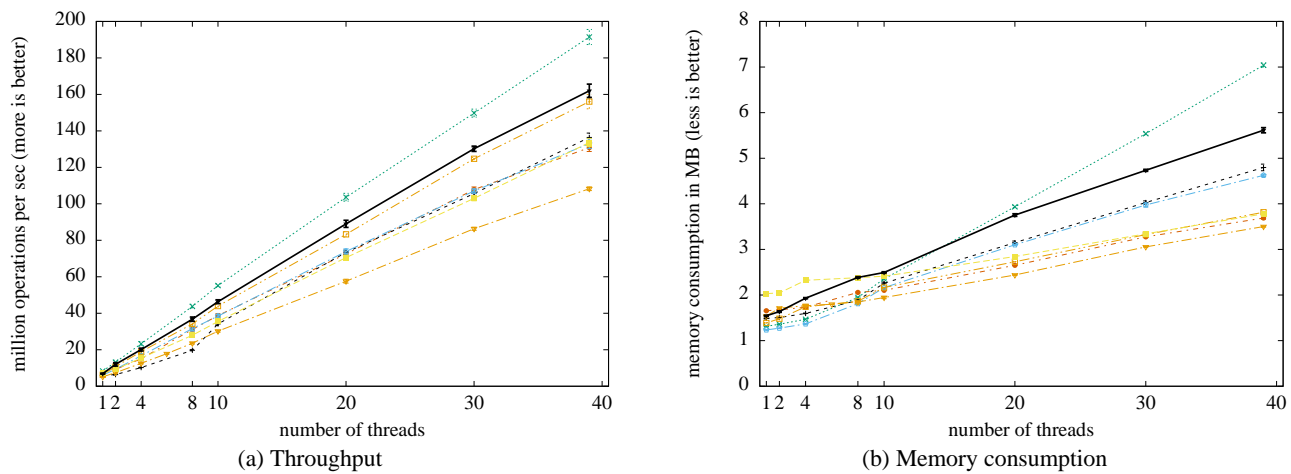 million operations per sec (more is better)
200
180
160
140
120
100
80
60
40
20
0
1 2 4 8 10 20 30 40
number of threads
(a) Throughput
memory consumption in MB (less is better)
8
7
6
5
4
3
2
1
0
1 2 4 8 10 20 30 40
number of threads
(b) Memory consumption